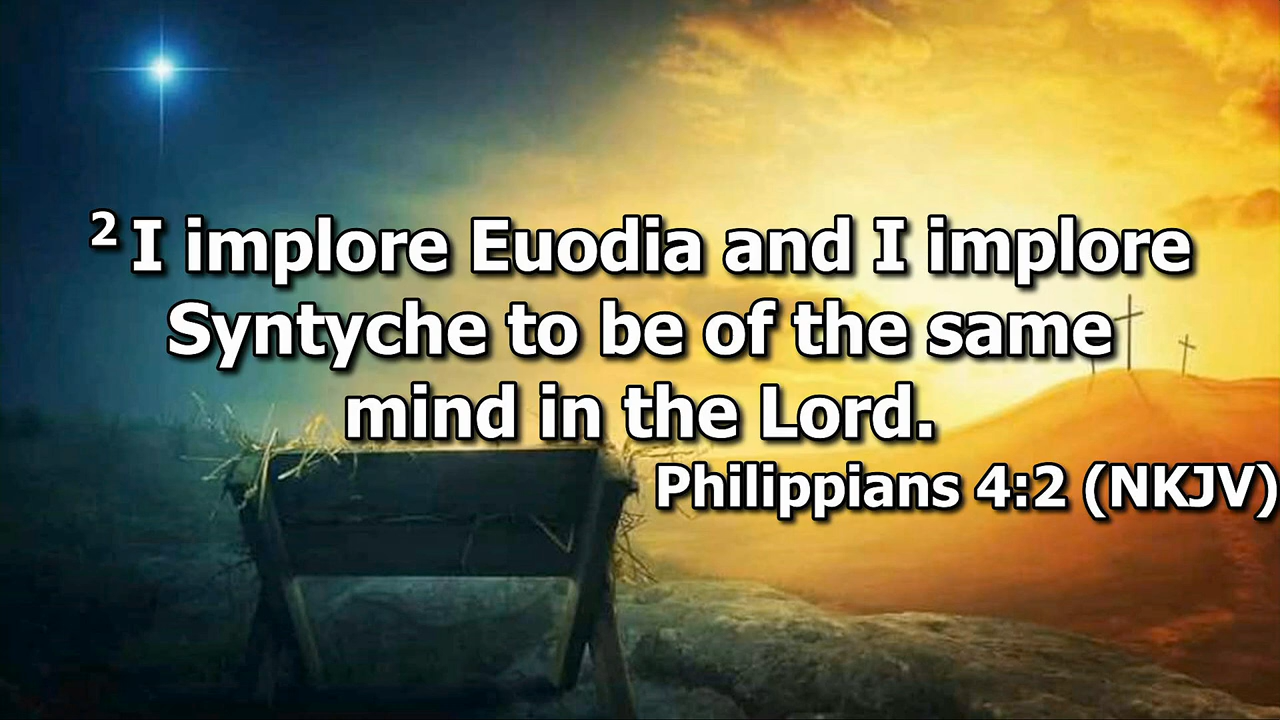 2 I implore Euodia and I implore
Syntyche to be of the same
mind in the Lord.
Philippians 4:2 (NKJV)